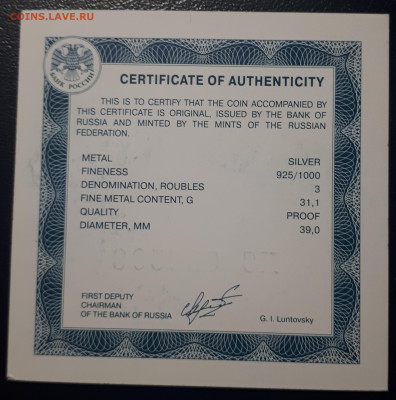 COINS.LAVE.RU
БАНК РОССИИ
CERTIFICATE OF AUTHENTICITY
THIS IS TO CERTIFY THAT THE COIN ACCOMPANIED BY
THIS CERTIFICATE IS ORIGINAL, ISSUED BY THE BANK OF
RUSSIA AND MINTED BY THE MINTS OF THE RUSSIAN
FEDERATION.
METAL SILVER
FINENESS 925/1000
DENOMINATION, ROUBLES 3
FINE METAL CONTENT, G 31,1
QUALITY PROOF
DIAMETER, MM 39,0
FIRST DEPUTY
CHAIRMAN
OF THE BANK OF RUSSIA G. I. Luntovsky